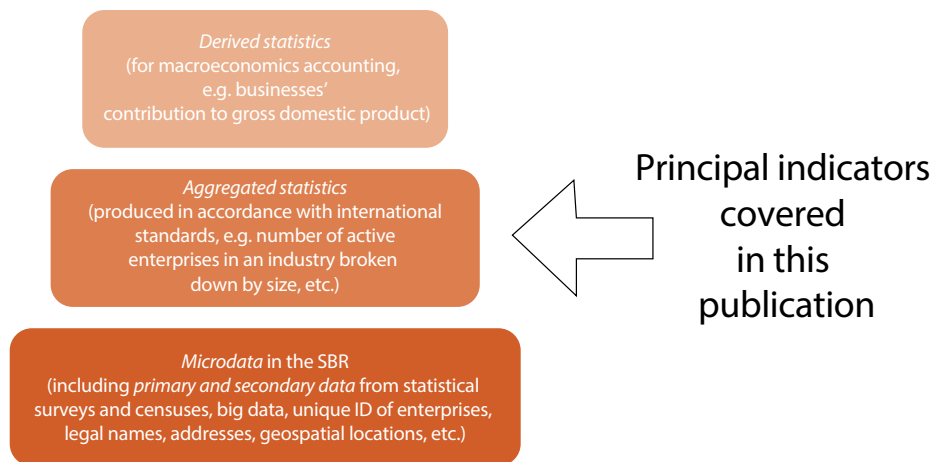 Derived statistics
(for macroeconomics accounting,
e.g. businesses'
contribution to gross domestic product)
Aggregated statistics
(produced in accordance with international
standards, e.g. number of active
enterprises in an industry broken
down by size, etc.)
Microdata in the SBR
(including primary and secondary data from statistical
surveys and censuses, big data, unique ID of enterprises,
legal names, addresses, geospatial locations, etc.)
Principal indicators
covered
in this
publication